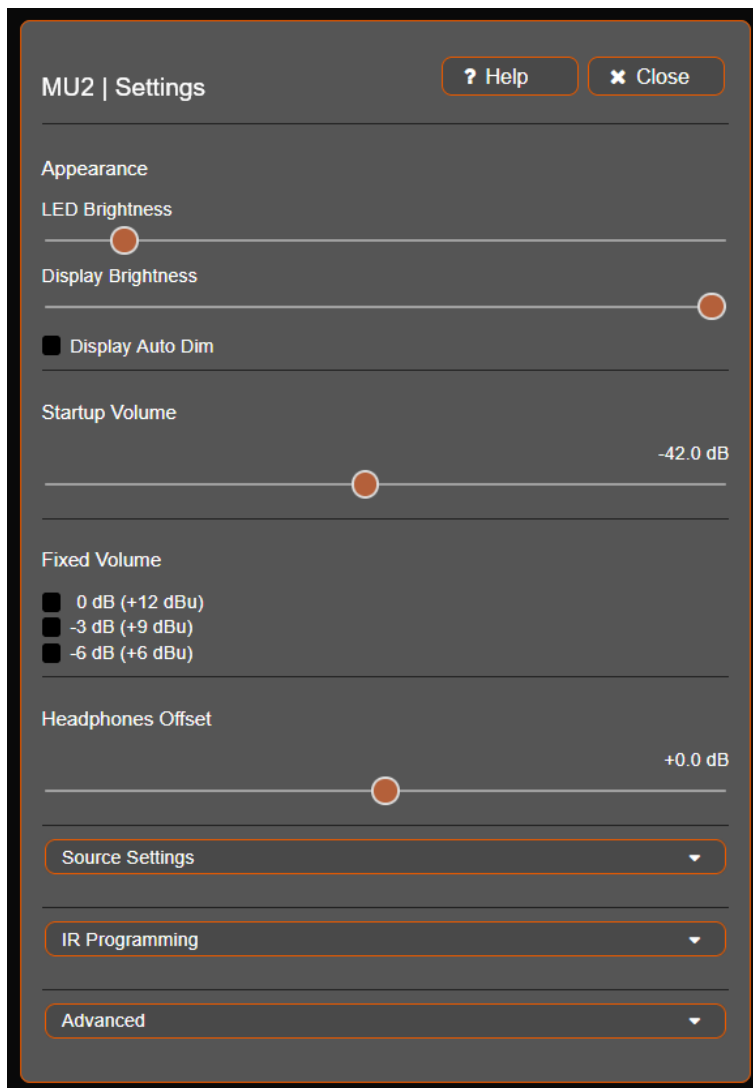 MU2 | Settings
? Help
✖ Close
Appearance
LED Brightness
Display Brightness
Display Auto Dim
Startup Volume
-42.0 dB
Fixed Volume
0 dB (+12 dBu)
-3 dB (+9 dBu)
-6 dB (+6 dBu)
Headphones Offset
+0.0 dB
Source Settings
IR Programming
Advanced